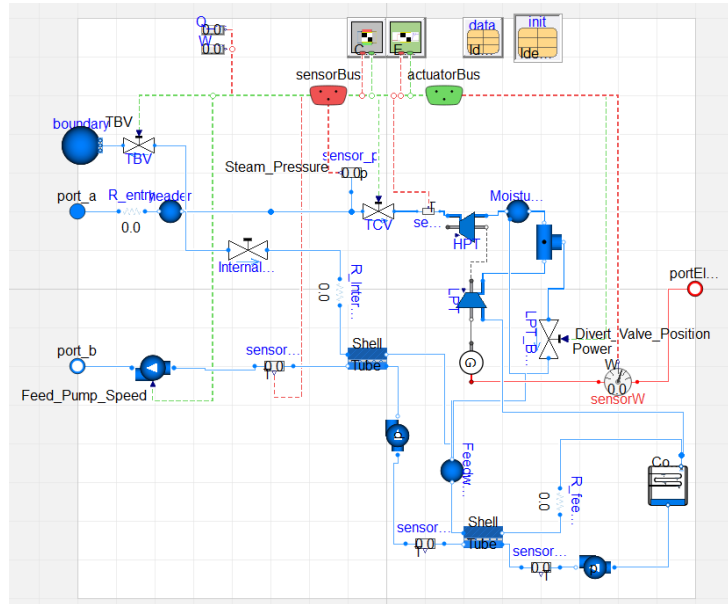 Q
W
0.0
0.0
C
E
data
Id...
init
Ide...
sensorBus
actuatorBus
boundary
TBV
TBV
Steam_Pressure
sensor_p
0.0
p
port_a
R_entry
header
0.0
TCV
T
se...
HPT
Moistu...
Internal...
R_Inter...
0.0
LPT
LPT_B...
portEl...
Divert_Valve_Position
Power
W
0.0
sensorW
G
port_b
Feed_Pump_Speed
sensor...
0.0
T
Shell
Tube
Feedw...
R_fee...
0.0
Co...
sensor...
0.0
T
Shell
Tube
sensor...
0.0
T